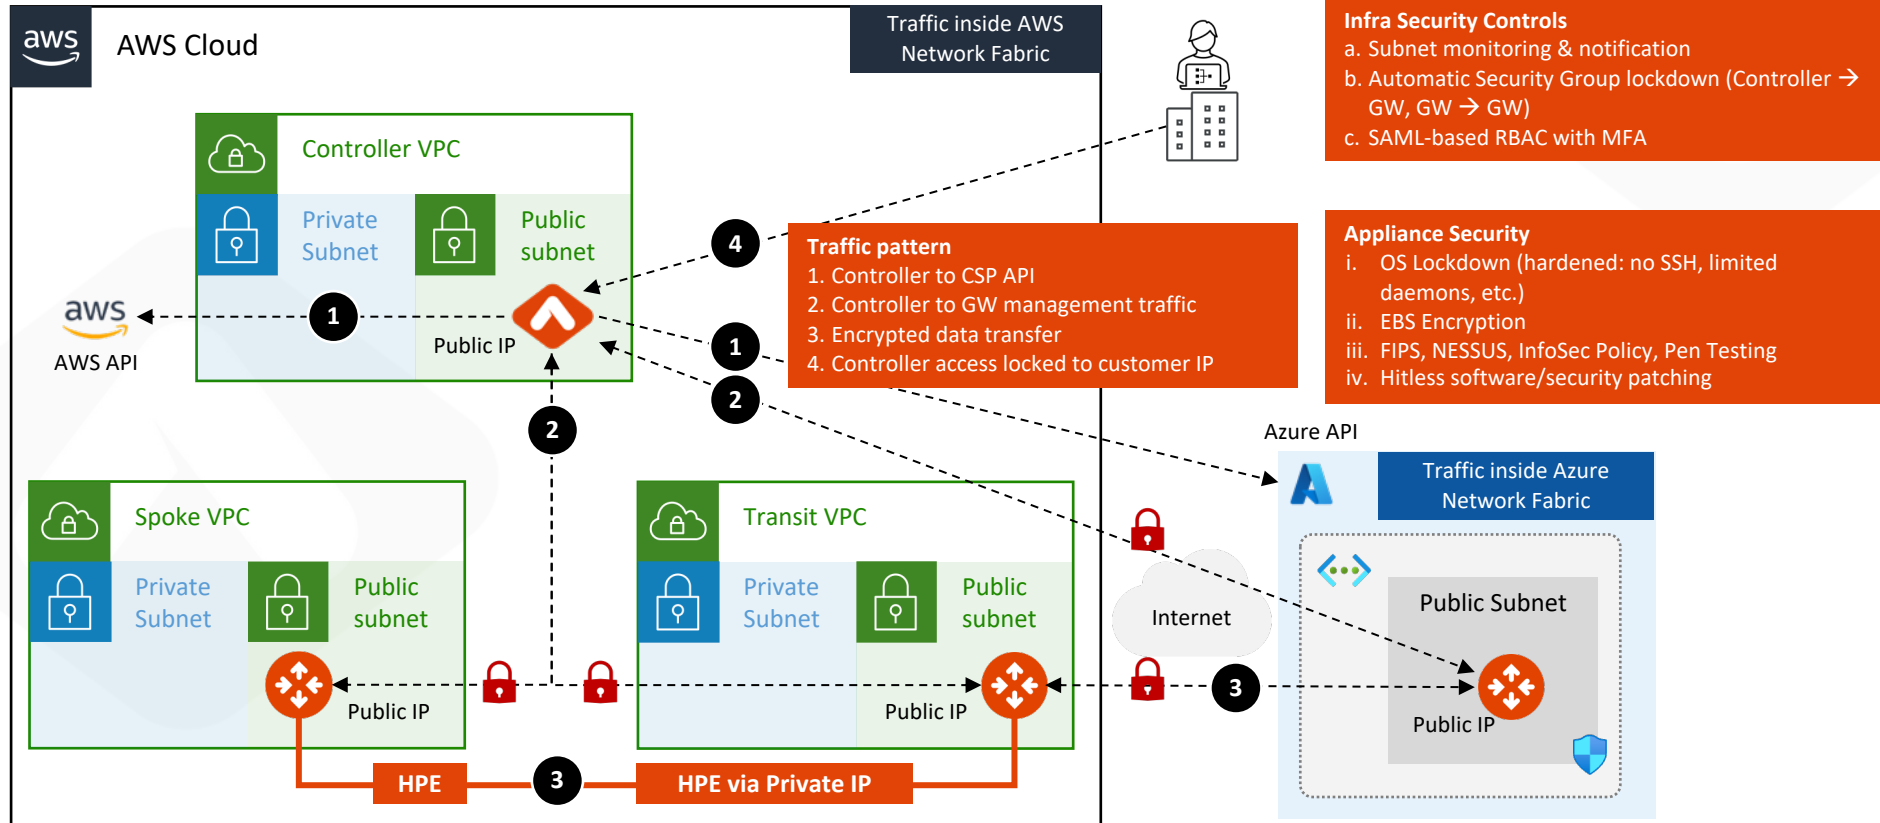 aws
AWS Cloud
Traffic inside AWS
Network Fabric
Infra Security Controls
a. Subnet monitoring & notification
b. Automatic Security Group lockdown (Controller →
GW, GW → GW)
c. SAML-based RBAC with MFA
Controller VPC
Private
Subnet
Public
subnet
4
Traffic pattern
1. Controller to CSP API
2. Controller to GW management traffic
3. Encrypted data transfer
4. Controller access locked to customer IP
Appliance Security
i. OS Lockdown (hardened: no SSH, limited
daemons, etc.)
ii. EBS Encryption
iii. FIPS, NESSUS, InfoSec Policy, Pen Testing
iv. Hitless software/security patching
aws
AWS API
1
Public IP
1
2
2
Azure API
Traffic inside Azure
Network Fabric
Spoke VPC
Private
Subnet
Public
subnet
Public IP
Transit VPC
Private
Subnet
Public
subnet
Public IP
Internet
3
Public Subnet
Public IP
HPE
3
HPE via Private IP